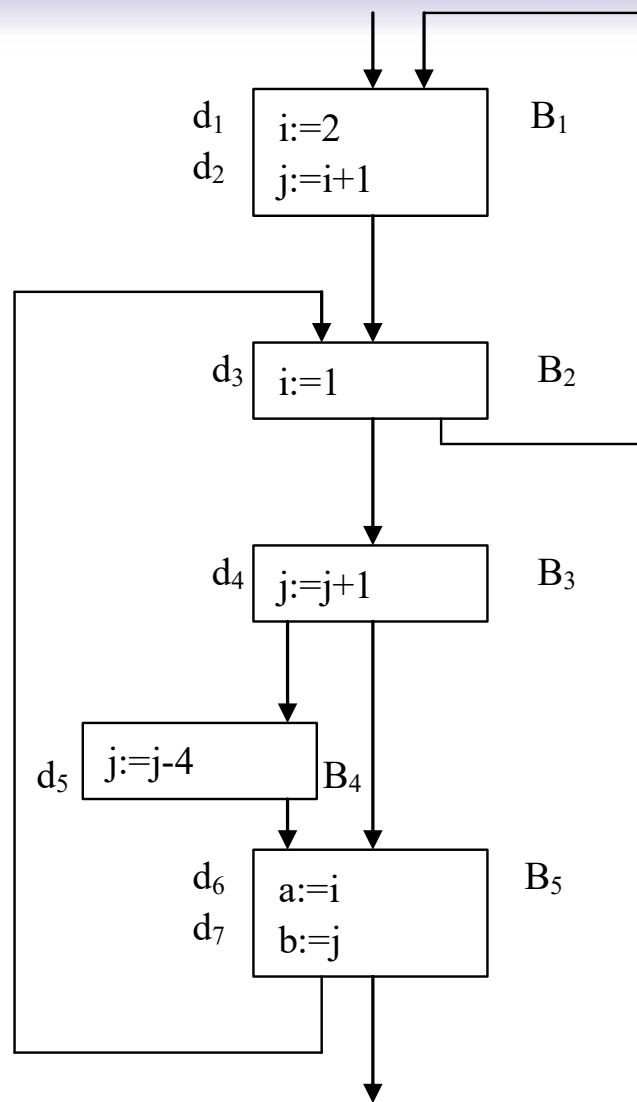 d₁ i:=2 B₁
d₂ j:=i+1
d₃ i:=1 B₂
d₄ j:=j+1 B₃
d₅ j:=j-4 B₄
d₆ a:=i B₅
d₇ b:=j